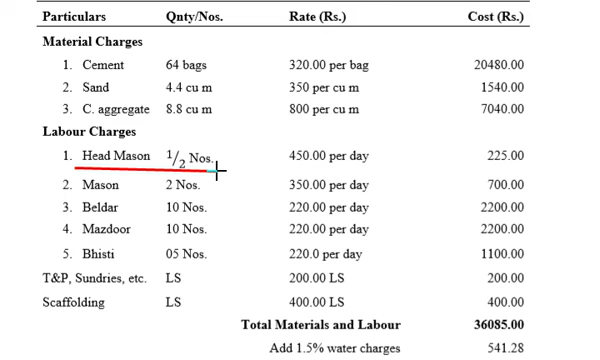 Particulars Qnty/Nos. Rate (Rs.) Cost (Rs.)
Material Charges
1. Cement 64 bags 320.00 per bag 20480.00
2. Sand 4.4 cu m 350 per cu m 1540.00
3. C. aggregate 8.8 cu m 800 per cu m 7040.00
Labour Charges
1. Head Mason 1/2 Nos. 450.00 per day 225.00
2. Mason 2 Nos. 350.00 per day 700.00
3. Beldar 10 Nos. 220.00 per day 2200.00
4. Mazdoor 10 Nos. 220.00 per day 2200.00
5. Bhisti 05 Nos. 220.0 per day 1100.00
T&P, Sundries, etc. LS 200.00 LS 200.00
Scaffolding LS 400.00 LS 400.00
Total Materials and Labour 36085.00
Add 1.5% water charges 541.28